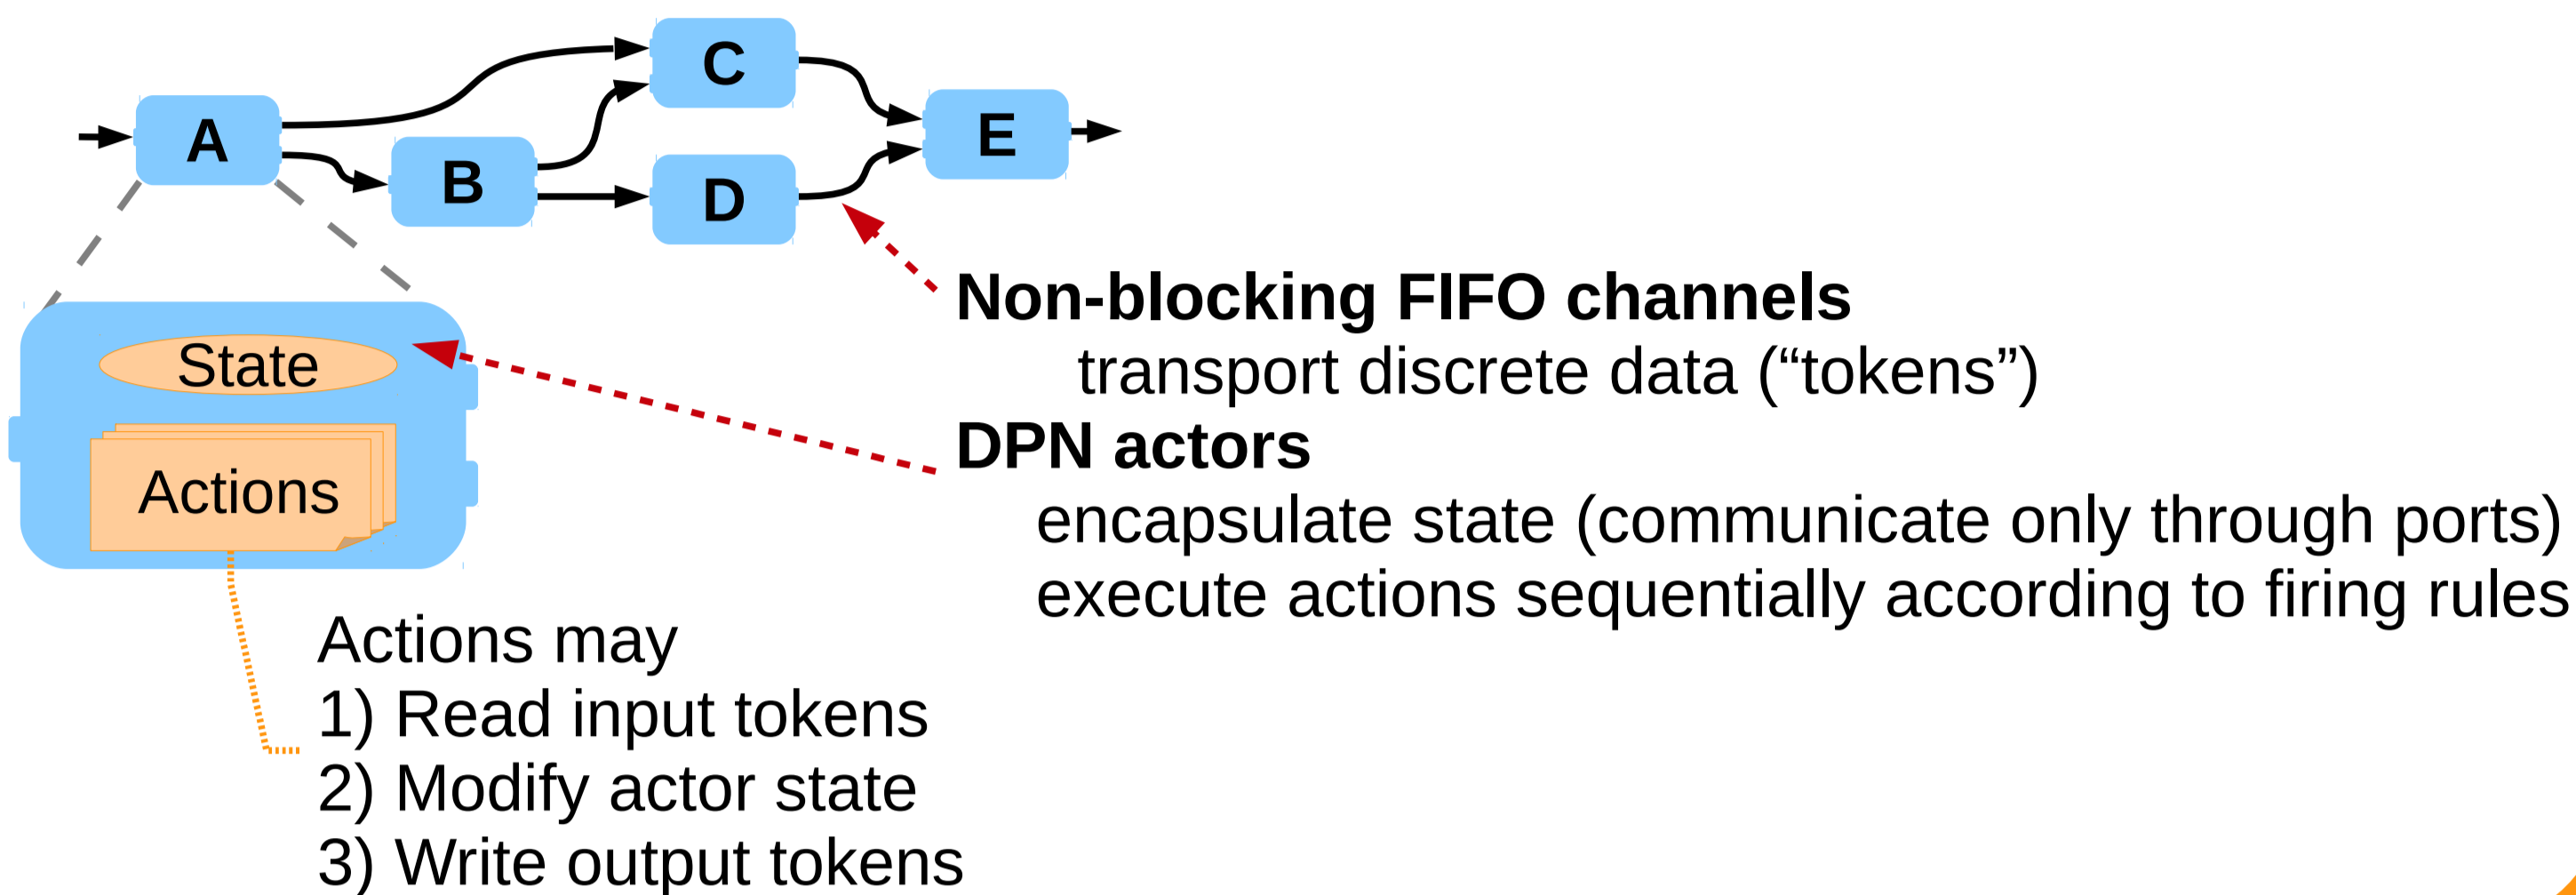 C
A
E
B
D
Non-blocking FIFO channels
transport discrete data (“tokens”)
State
DPN actors
Actions
encapsulate state (communicate only through ports)
execute actions sequentially according to firing rules
Actions may
1) Read input tokens
2) Modify actor state
3) Write output tokens